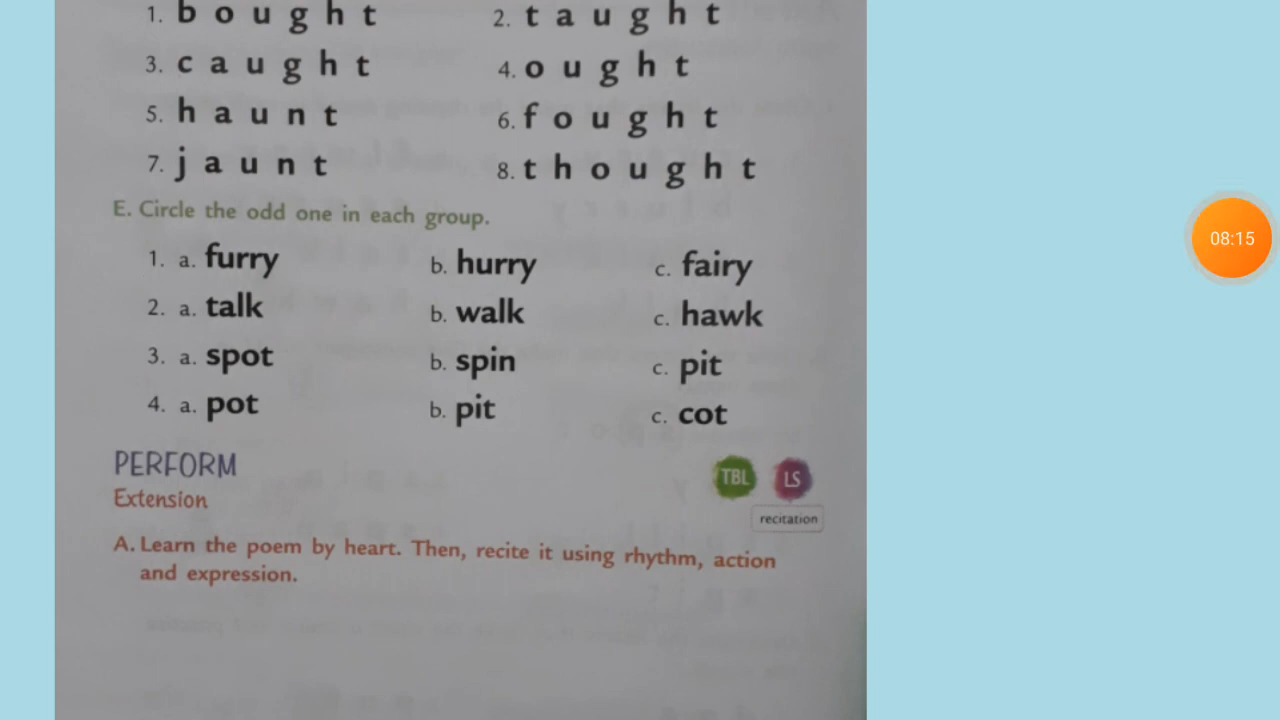 1. b o u g h t 2. t a u g h t
3. c a u g h t 4. o u g h t
5. h a u n t 6. f o u g h t
7. j a u n t 8. t h o u g h t
E. Circle the odd one in each group.
1. a. furry b. hurry c. fairy
2. a. talk b. walk c. hawk
3. a. spot b. spin c. pit
4. a. pot b. pit c. cot
PERFORM
TBL LS
Extension
recitation
A. Learn the poem by heart. Then, recite it using rhythm, action
and expression.
08:15